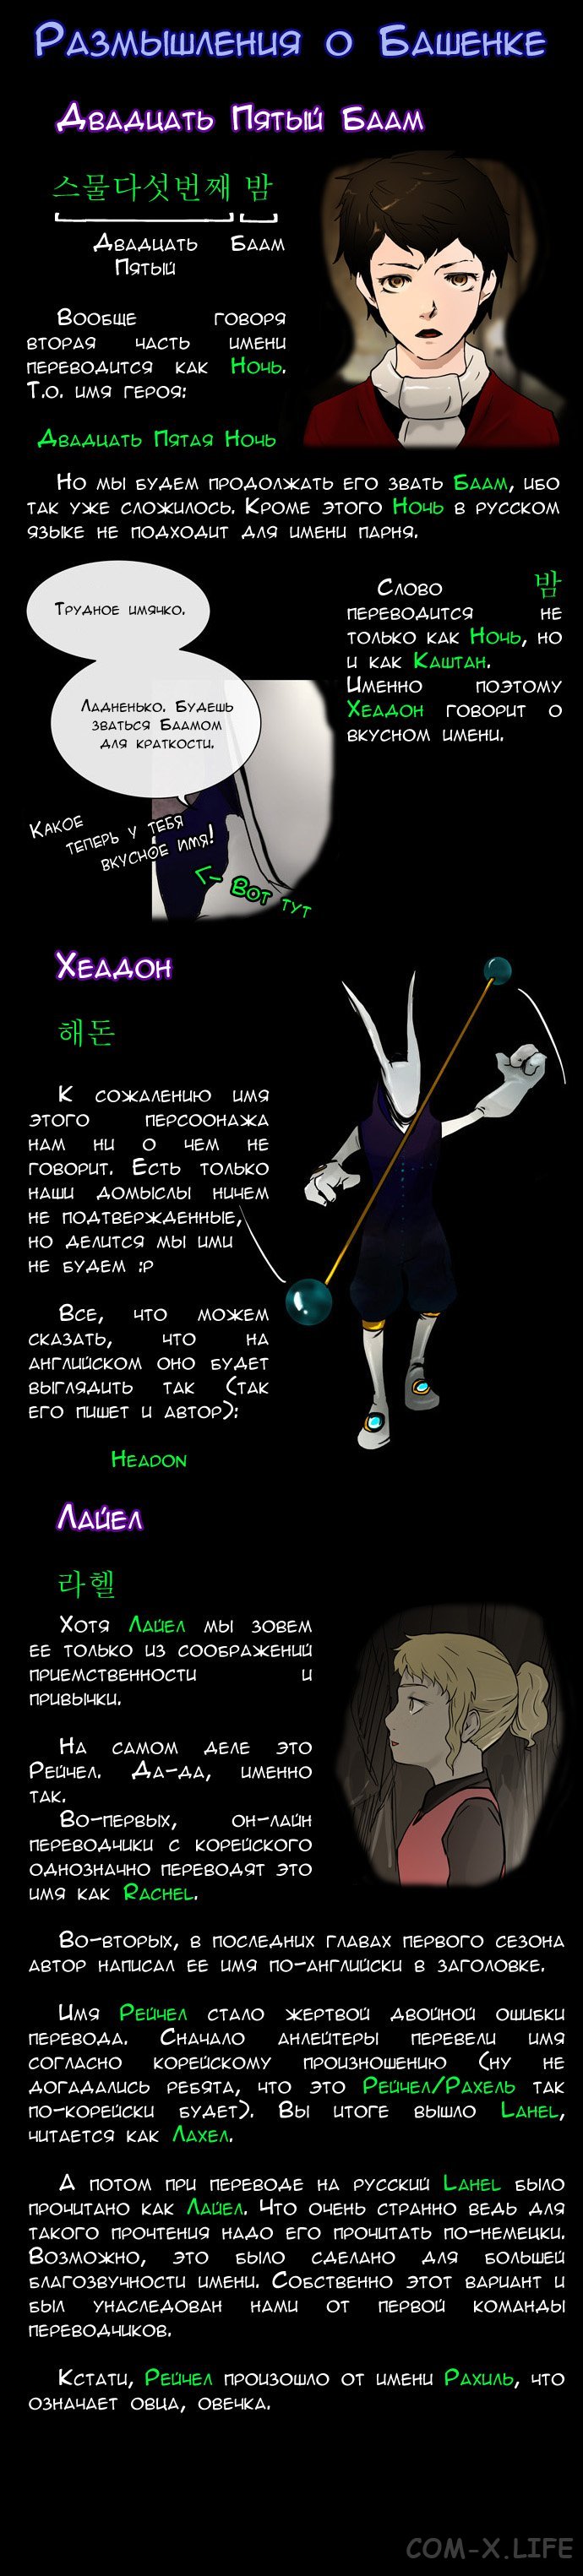 Размышления о Башенке
Двадцать Пятый Баам
스물다섯번째 밤
Двадцать Баам
Пятый
Вообще говоря
вторая часть имени
переводится как Ночь.
Т.о. имя героя:
Двадцать Пятая Ночь
Но мы будем продолжать его звать Баам, ибо
так уже сложилось. Кроме этого Ночь в русском
языке не подходит для имени парня.
Трудное имячко.
Ладненько. Будешь
зваться Баамом
для краткости.
Какое
теперь у тебя
вкусное имя!
<- Вот тут
Слово 밤
переводится не
только как Ночь, но
и как Каштан.
Именно поэтому
Хеадон говорит о
вкусном имени.
Хеадон
해돈
К сожалению имя
этого персоонажа
нам ни о чем не
говорит. Есть только
наши домыслы ничем
не подтвержденные,
но делится мы ими
не будем :р
Все, что можем
сказать, что на
английском оно будет
выглядить так (так
его пишет и автор):
Headon
Лайел
라헬
Хотя Лайел мы зовем
ее только из соображений
приемственности и
привычки.
На самом деле это
Рейчел. Да-да, именно
так.
Во-первых, он-лайн
переводчики с корейского
однозначно переводят это
имя как Rachel.
Во-вторых, в последних главах первого сезона
автор написал ее имя по-английски в заголовке.
Имя Рейчел стало жертвой двойной ошибки
перевода. Сначало анлейтеры перевели имя
согласно корейскому произношению (ну не
догадались ребята, что это Рейчел/Рахель так
по-корейски будет). Вы итоге вышло Lahel,
читается как Лахел.
А потом при переводе на русский Lahel было
прочитано как Лайел. Что очень странно ведь для
такого прочтения надо его прочитать по-немецки.
Возможно, это было сделано для большей
благозвучности имени. Собственно этот вариант и
был унаследован нами от первой команды
переводчиков.
Кстати, Рейчел произошло от имени Рахиль, что
означает овца, овечка.
COM-X.LIFE